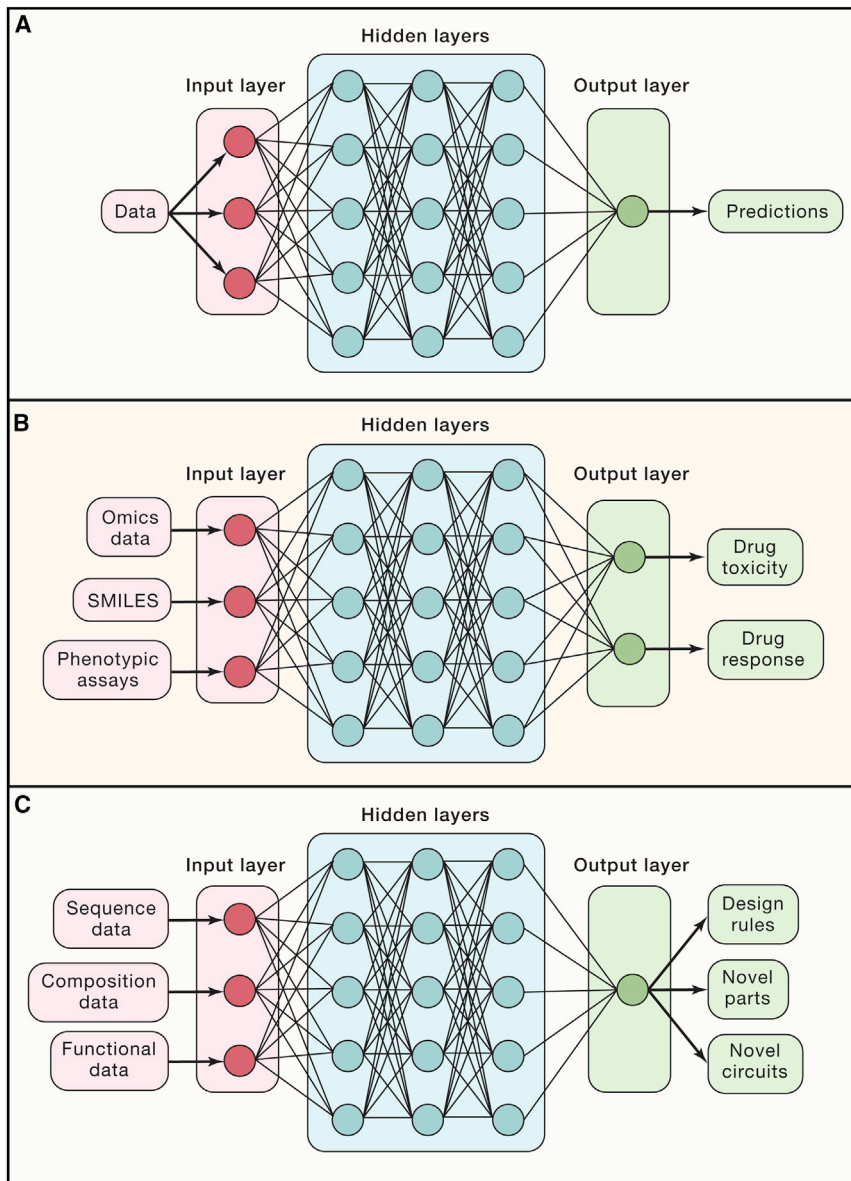 A
Hidden layers
Input layer
Output layer
Data
Predictions
B
Hidden layers
Input layer
Output layer
Omics
data
SMILES
Phenotypic
assays
Drug
toxicity
Drug
response
C
Hidden layers
Input layer
Output layer
Sequence
data
Composition
data
Functional
data
Design
rules
Novel
parts
Novel
circuits